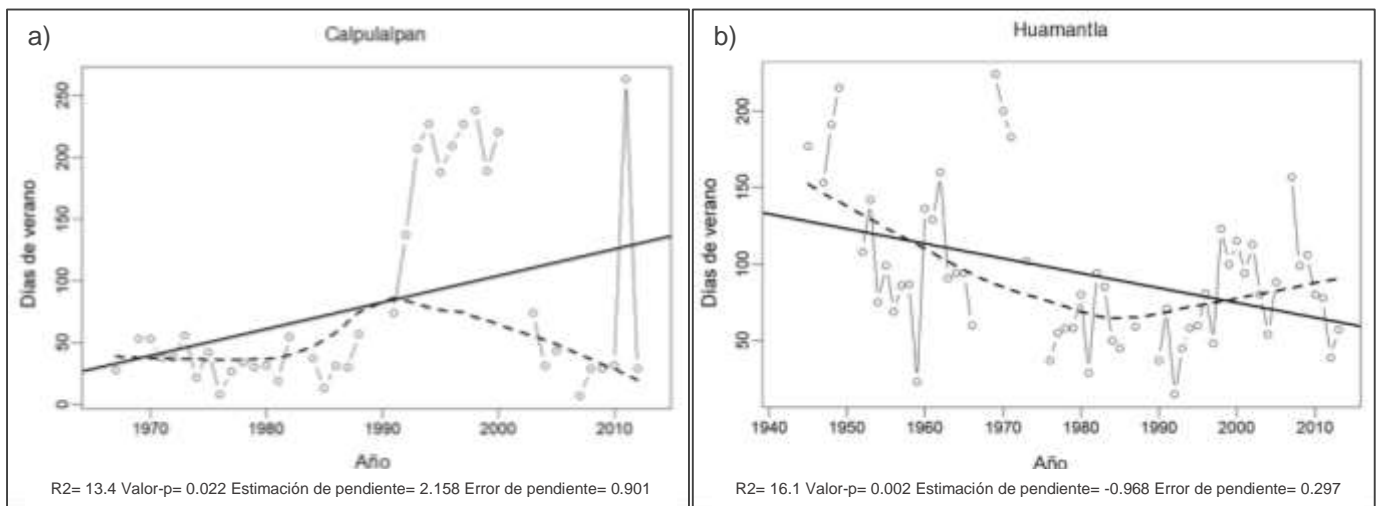 a)
Calpulalpan
Días de verano
250
200
150
100
50
0
1970
1980
1990
2000
2010
Año
R2= 13.4 Valor-p= 0.022 Estimación de pendiente= 2.158 Error de pendiente= 0.901
b)
Huamantla
Días de verano
200
150
100
50
1940
1950
1960
1970
1980
1990
2000
2010
Año
R2= 16.1 Valor-p= 0.002 Estimación de pendiente= -0.968 Error de pendiente= 0.297